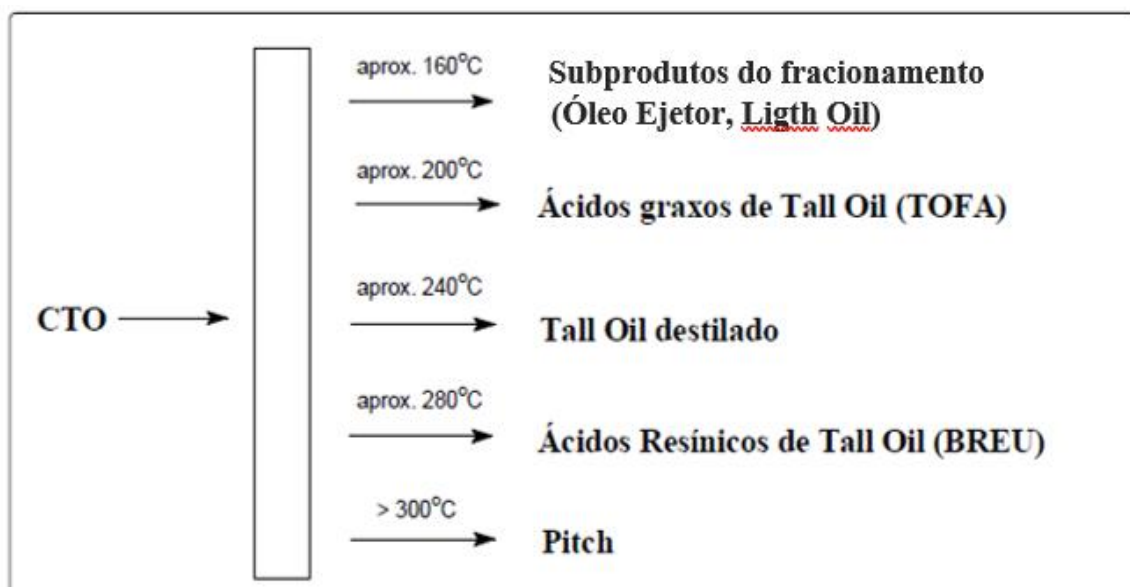 aprox. 160°C
Subprodutos do fracionamento
(Óleo Ejetor, Ligth Oil)
aprox. 200°C
Ácidos graxos de Tall Oil (TOFA)
aprox. 240°C
CTO
Tall Oil destilado
aprox. 280°C
Ácidos Resínicos de Tall Oil (BREU)
> 300°C
Pitch